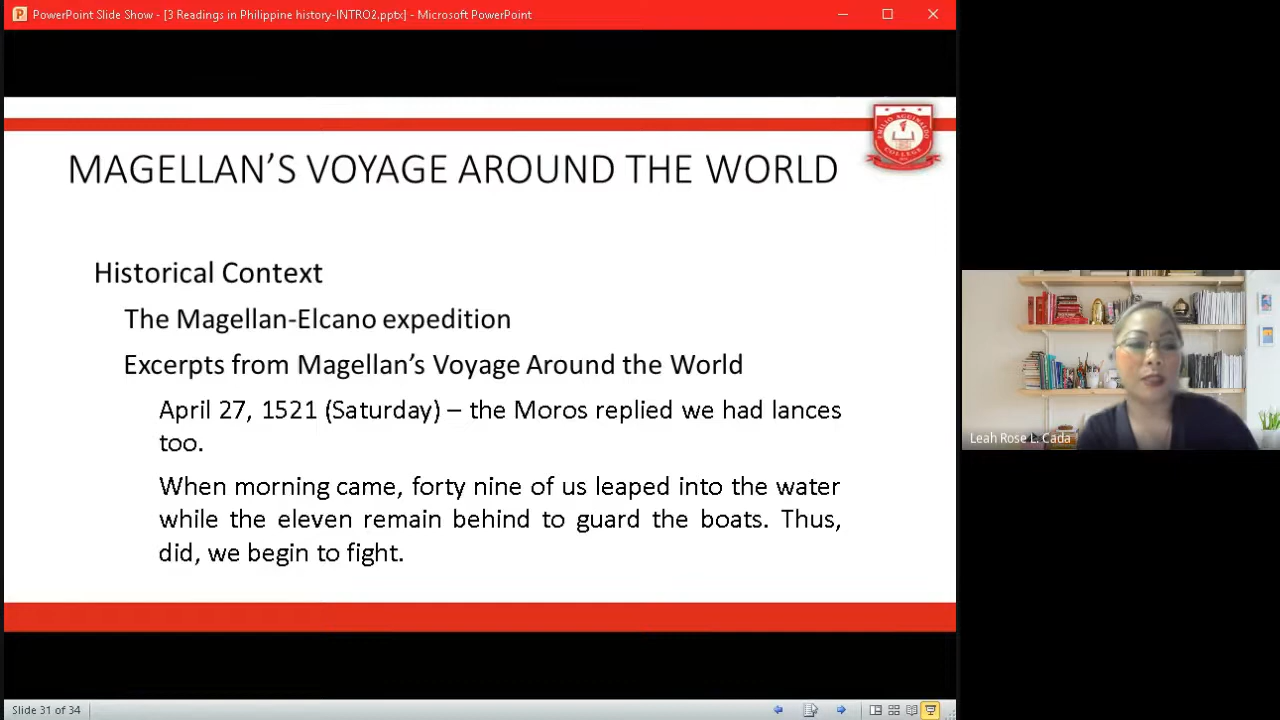 PowerPoint Slide Show - [3 Readings in Philippine history-INTRO2.pptx] - Microsoft PowerPoint
EMILIO AGUINALDO
COLLEGE
MAGELLAN'S VOYAGE AROUND THE WORLD
Historical Context
The Magellan-Elcano expedition
Excerpts from Magellan's Voyage Around the World
April 27, 1521 (Saturday) – the Moros replied we had lances
too.
When morning came, forty nine of us leaped into the water
while the eleven remain behind to guard the boats. Thus,
did, we begin to fight.
Leah Rose L. Cada
Slide 31 of 34